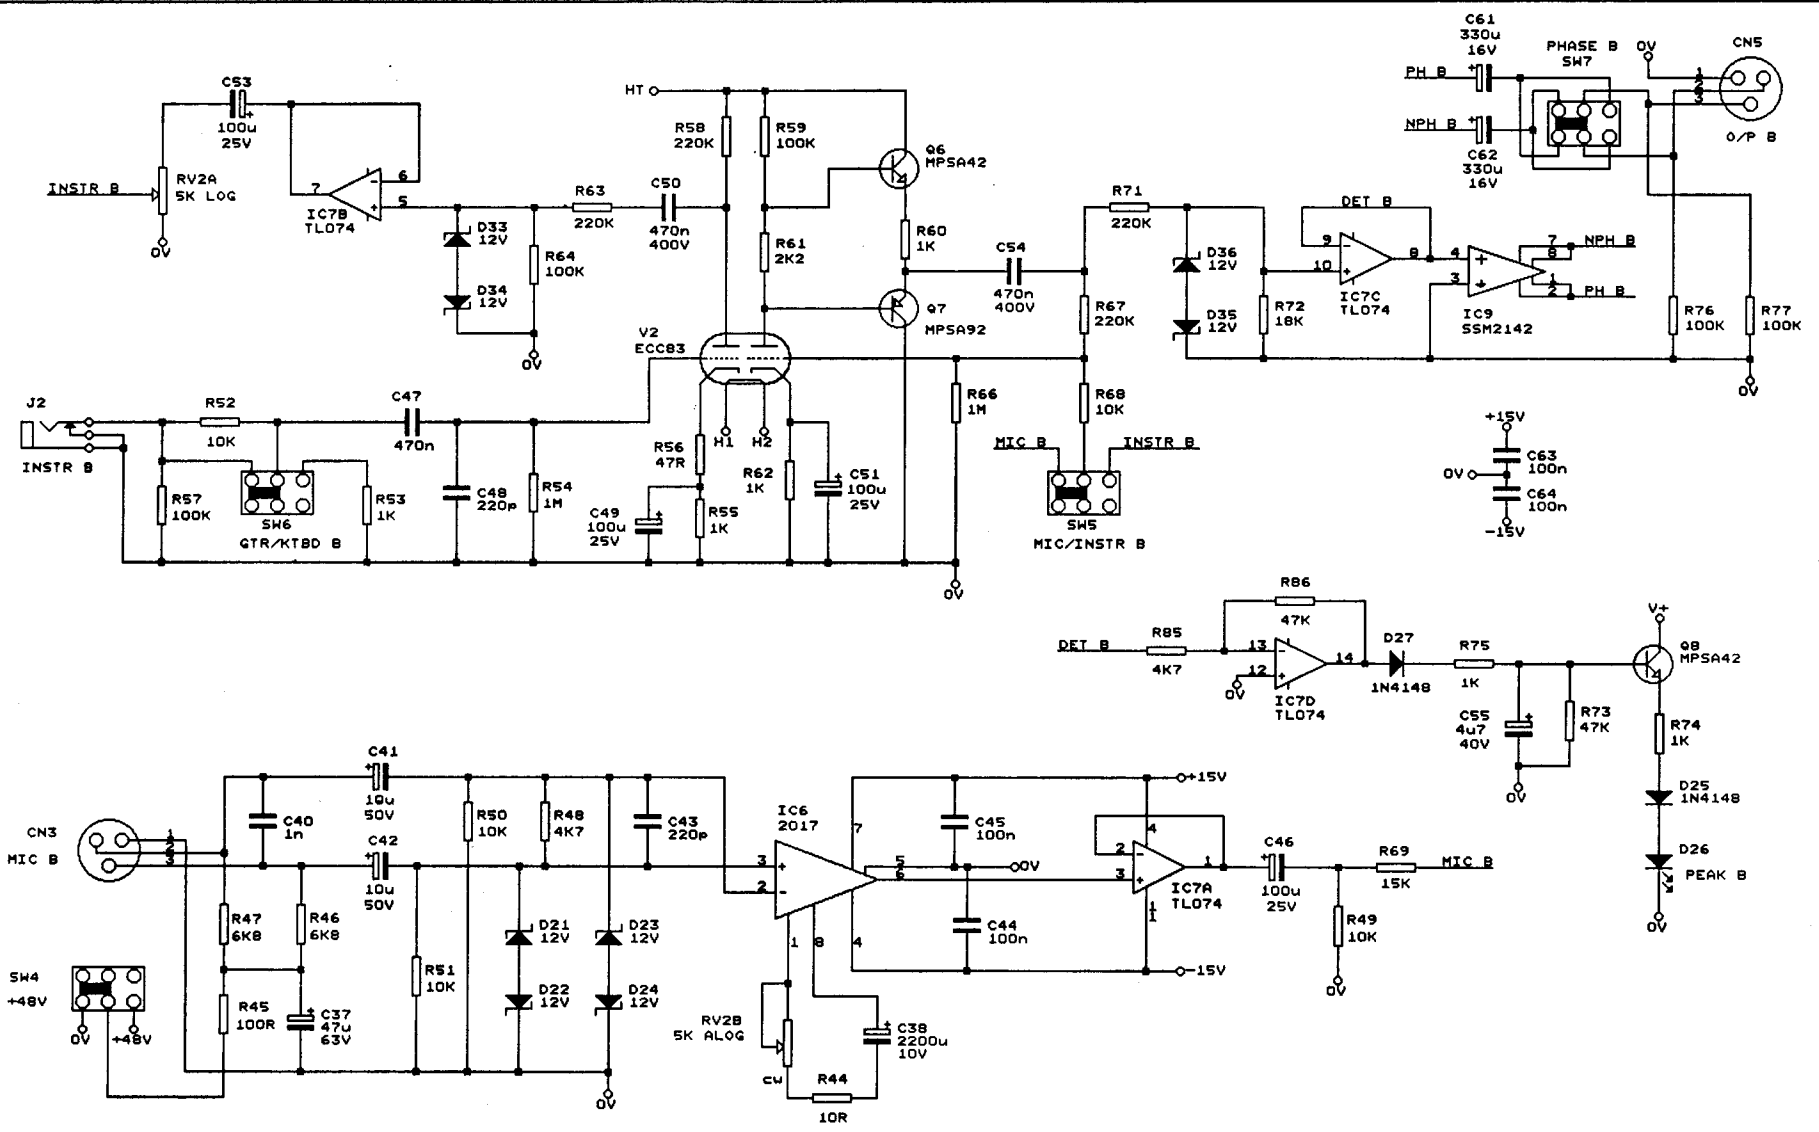 C53
100u
25V
+
INSTR B
RV2A
5K LOG
0V
7
6
5
-
+
IC7B
TL074
D33
12V
D34
12V
R64
100K
0V
R63
220K
C50
470n
400V
HT
R58
220K
R59
100K
R61
2K2
Q6
MPSA42
R60
1K
Q7
MPSA92
C54
470n
400V
V2
ECC83
J2
INSTR B
R52
10K
R57
100K
SW6
GTR/KTBD B
R53
1K
C47
470n
C48
220p
R54
1M
R56
47R
C49
100u
25V
+
R55
1K
H1
H2
R62
1K
C51
100u
25V
+
R66
1M
0V
R67
220K
R68
10K
MIC B
INSTR B
SW5
MIC/INSTR B
R71
220K
D36
12V
D35
12V
R72
18K
DET B
9
10
8
-
+
IC7C
TL074
4
3
+
IC9
SSM2142
7
8
1
2
NPH B
PH B
C61
330u
16V
PH B
+
NPH B
+
C62
330u
16V
PHASE B
SW7
0V
CN5
1
2
3
O/P B
R76
100K
R77
100K
0V
+15V
C63
100n
0V
C64
100n
-15V
DET B
R85
4K7
R86
47K
13
12
14
-
+
0V
IC7D
TL074
D27
1N4148
R75
1K
C55
4u7
40V
+
R73
47K
0V
V+
Q8
MPSA42
R74
1K
D25
1N4148
D26
PEAK B
0V
CN3
MIC B
1
2
3
C40
1n
C41
+
10u
50V
C42
+
10u
50V
R47
6K8
R46
6K8
SW4
+48V
0V
+48V
R45
100R
C37
47u
63V
+
R51
10K
R50
10K
R48
4K7
C43
220p
D21
12V
D22
12V
D23
12V
D24
12V
0V
IC6
2017
3
2
+
-
7
5
6
1
8
4
RV2B
5K ALOG
CW
R44
10R
C38
2200u
10V
+
C45
100n
0V
C44
100n
+15V
-15V
2
3
-
+
4
1
11
IC7A
TL074
C46
+
100u
25V
R69
15K
MIC B
R49
10K
0V